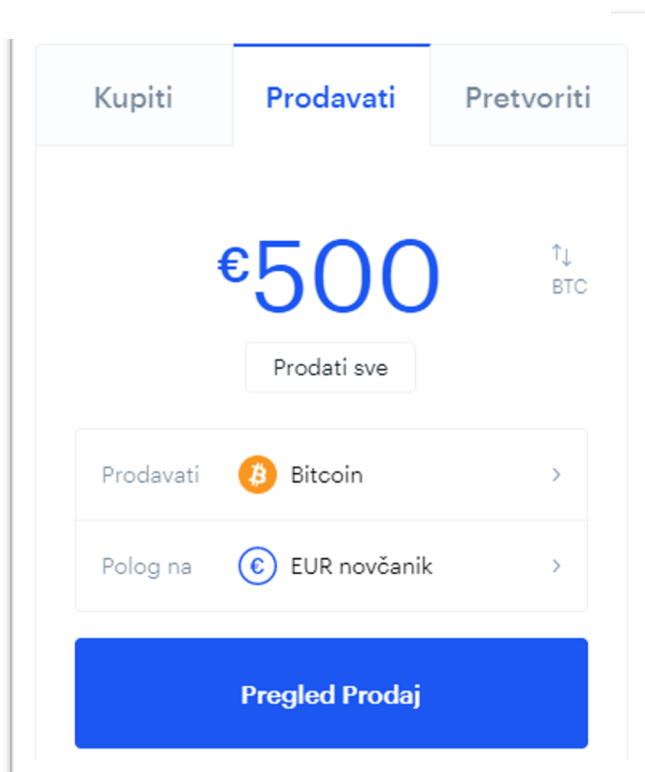 Kupiti Prodavati Pretvoriti
€500
BTC
Prodati sve
Prodavati Bitcoin
Polog na € EUR novčanik
Pregled Prodaj